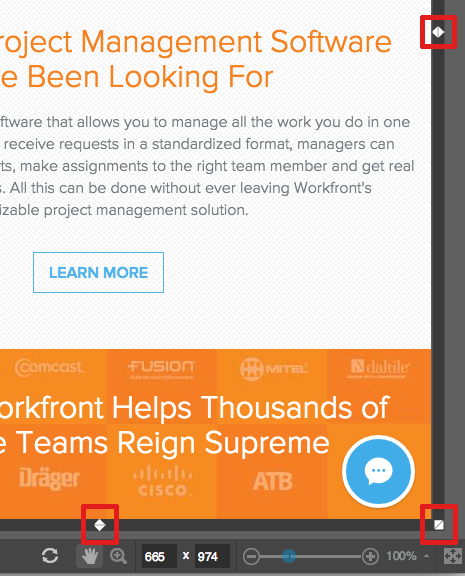 roject Management Software
e Been Looking For
ftware that allows you to manage all the work you do in one
receive requests in a standardized format, managers can
ts, make assignments to the right team member and get real
s. All this can be done without ever leaving Workfront's
izable project management solution.
LEARN MORE
Comcast
FUSION
MITEL
daltile
orkfront Helps Thousands of
e Teams Reign Supreme
Dräger
CISCO
ATB
665 x 974
100%